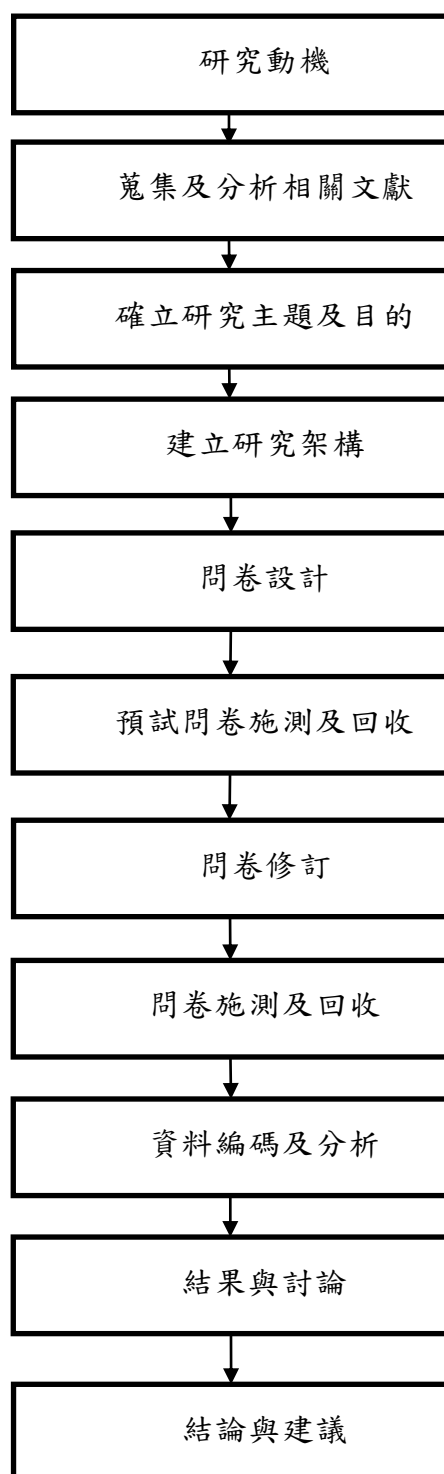 研究動機
蒐集及分析相關文獻
確立研究主題及目的
建立研究架構
問卷設計
預試問卷施測及回收
問卷修訂
問卷施測及回收
資料編碼及分析
結果與討論
結論與建議